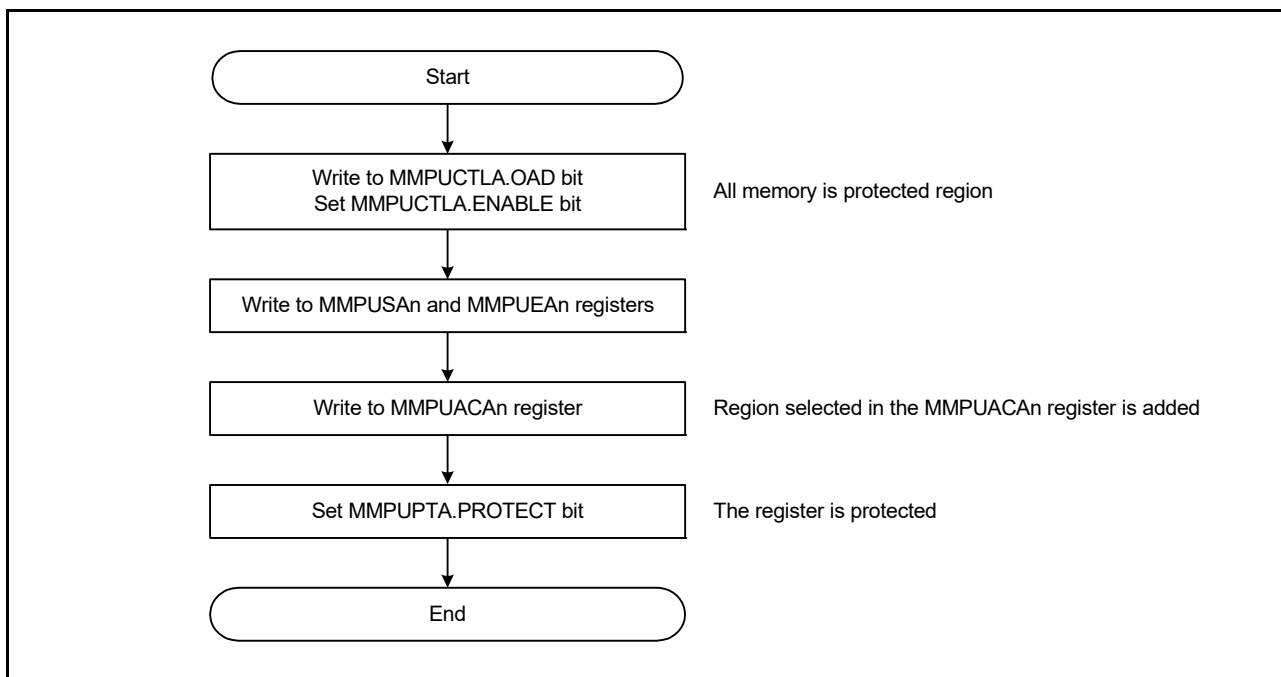 Start
Write to MMPUCTLA.OAD bit
Set MMPUCTLA.ENABLE bit
All memory is protected region
Write to MMPUSAn and MMPUEAn registers
Write to MMPUACAn register
Region selected in the MMPUACAn register is added
Set MMPUPTA.PROTECT bit
The register is protected
End